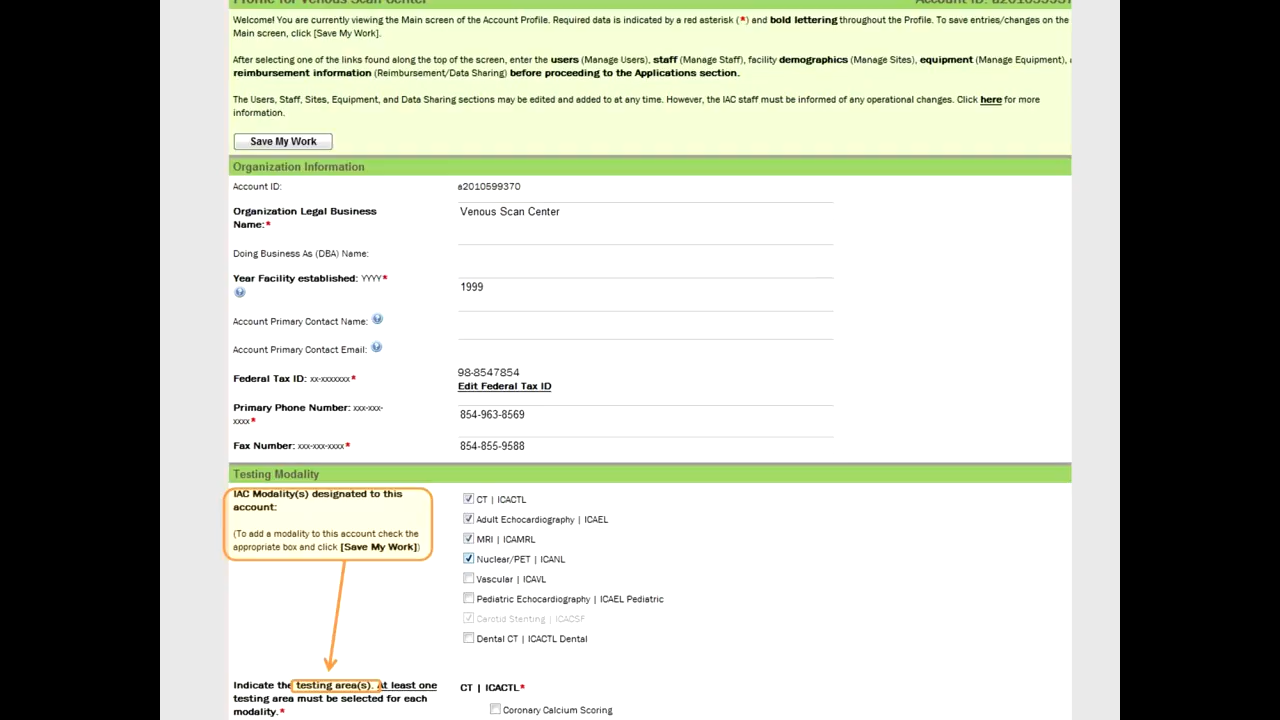 Profile for Venous Scan Center Account ID: a201059937
Welcome! You are currently viewing the Main screen of the Account Profile. Required data is indicated by a red asterisk (*) and bold lettering throughout the Profile. To save entries/changes on the
Main screen, click [Save My Work].
After selecting one of the links found along the top of the screen, enter the users (Manage Users), staff (Manage Staff), facility demographics (Manage Sites), equipment (Manage Equipment),
reimbursement information (Reimbursement/Data Sharing) before proceeding to the Applications section.
The Users, Staff, Sites, Equipment, and Data Sharing sections may be edited and added to at any time. However, the IAC staff must be informed of any operational changes. Click here for more
information.
Save My Work
Organization Information
Account ID: a2010599370
Organization Legal Business Venous Scan Center
Name:*
Doing Business As (DBA) Name:
Year Facility established: YYYY*
1999
Account Primary Contact Name:
Account Primary Contact Email:
98-8547854
Federal Tax ID: xx-xxxxxxx*
Edit Federal Tax ID
Primary Phone Number: xxx-xxx-
xxxx*
854-963-8569
Fax Number: xxx-xxx-xxxx* 854-855-9588
Testing Modality
IAC Modality(s) designated to this
account:
(To add a modality to this account check the
appropriate box and click [Save My Work])
CT | ICACTL
Adult Echocardiography | ICAEL
MRI | ICAMRL
Nuclear/PET | ICANL
Vascular | ICAVL
Pediatric Echocardiography | ICAEL Pediatric
Carotid Stenting | ICACSF
Dental CT | ICACTL Dental
Indicate the testing area(s). At least one
testing area must be selected for each
modality.*
CT | ICACTL*
Coronary Calcium Scoring